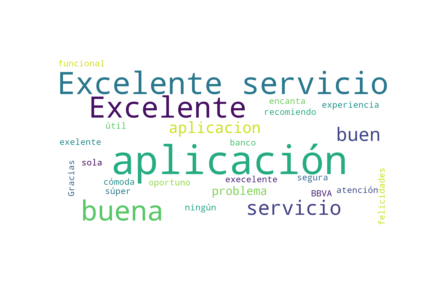 funcional
Excelente servicio
Excelente
encanta
recomiendo
experiencia
útil
aplicacion
buen
exelente
banco
aplicación
Gracias
sola
cómoda
súper
oportuno
execelente
problema
segura
BBVA
atención
felicidades
buena
ningún
servicio